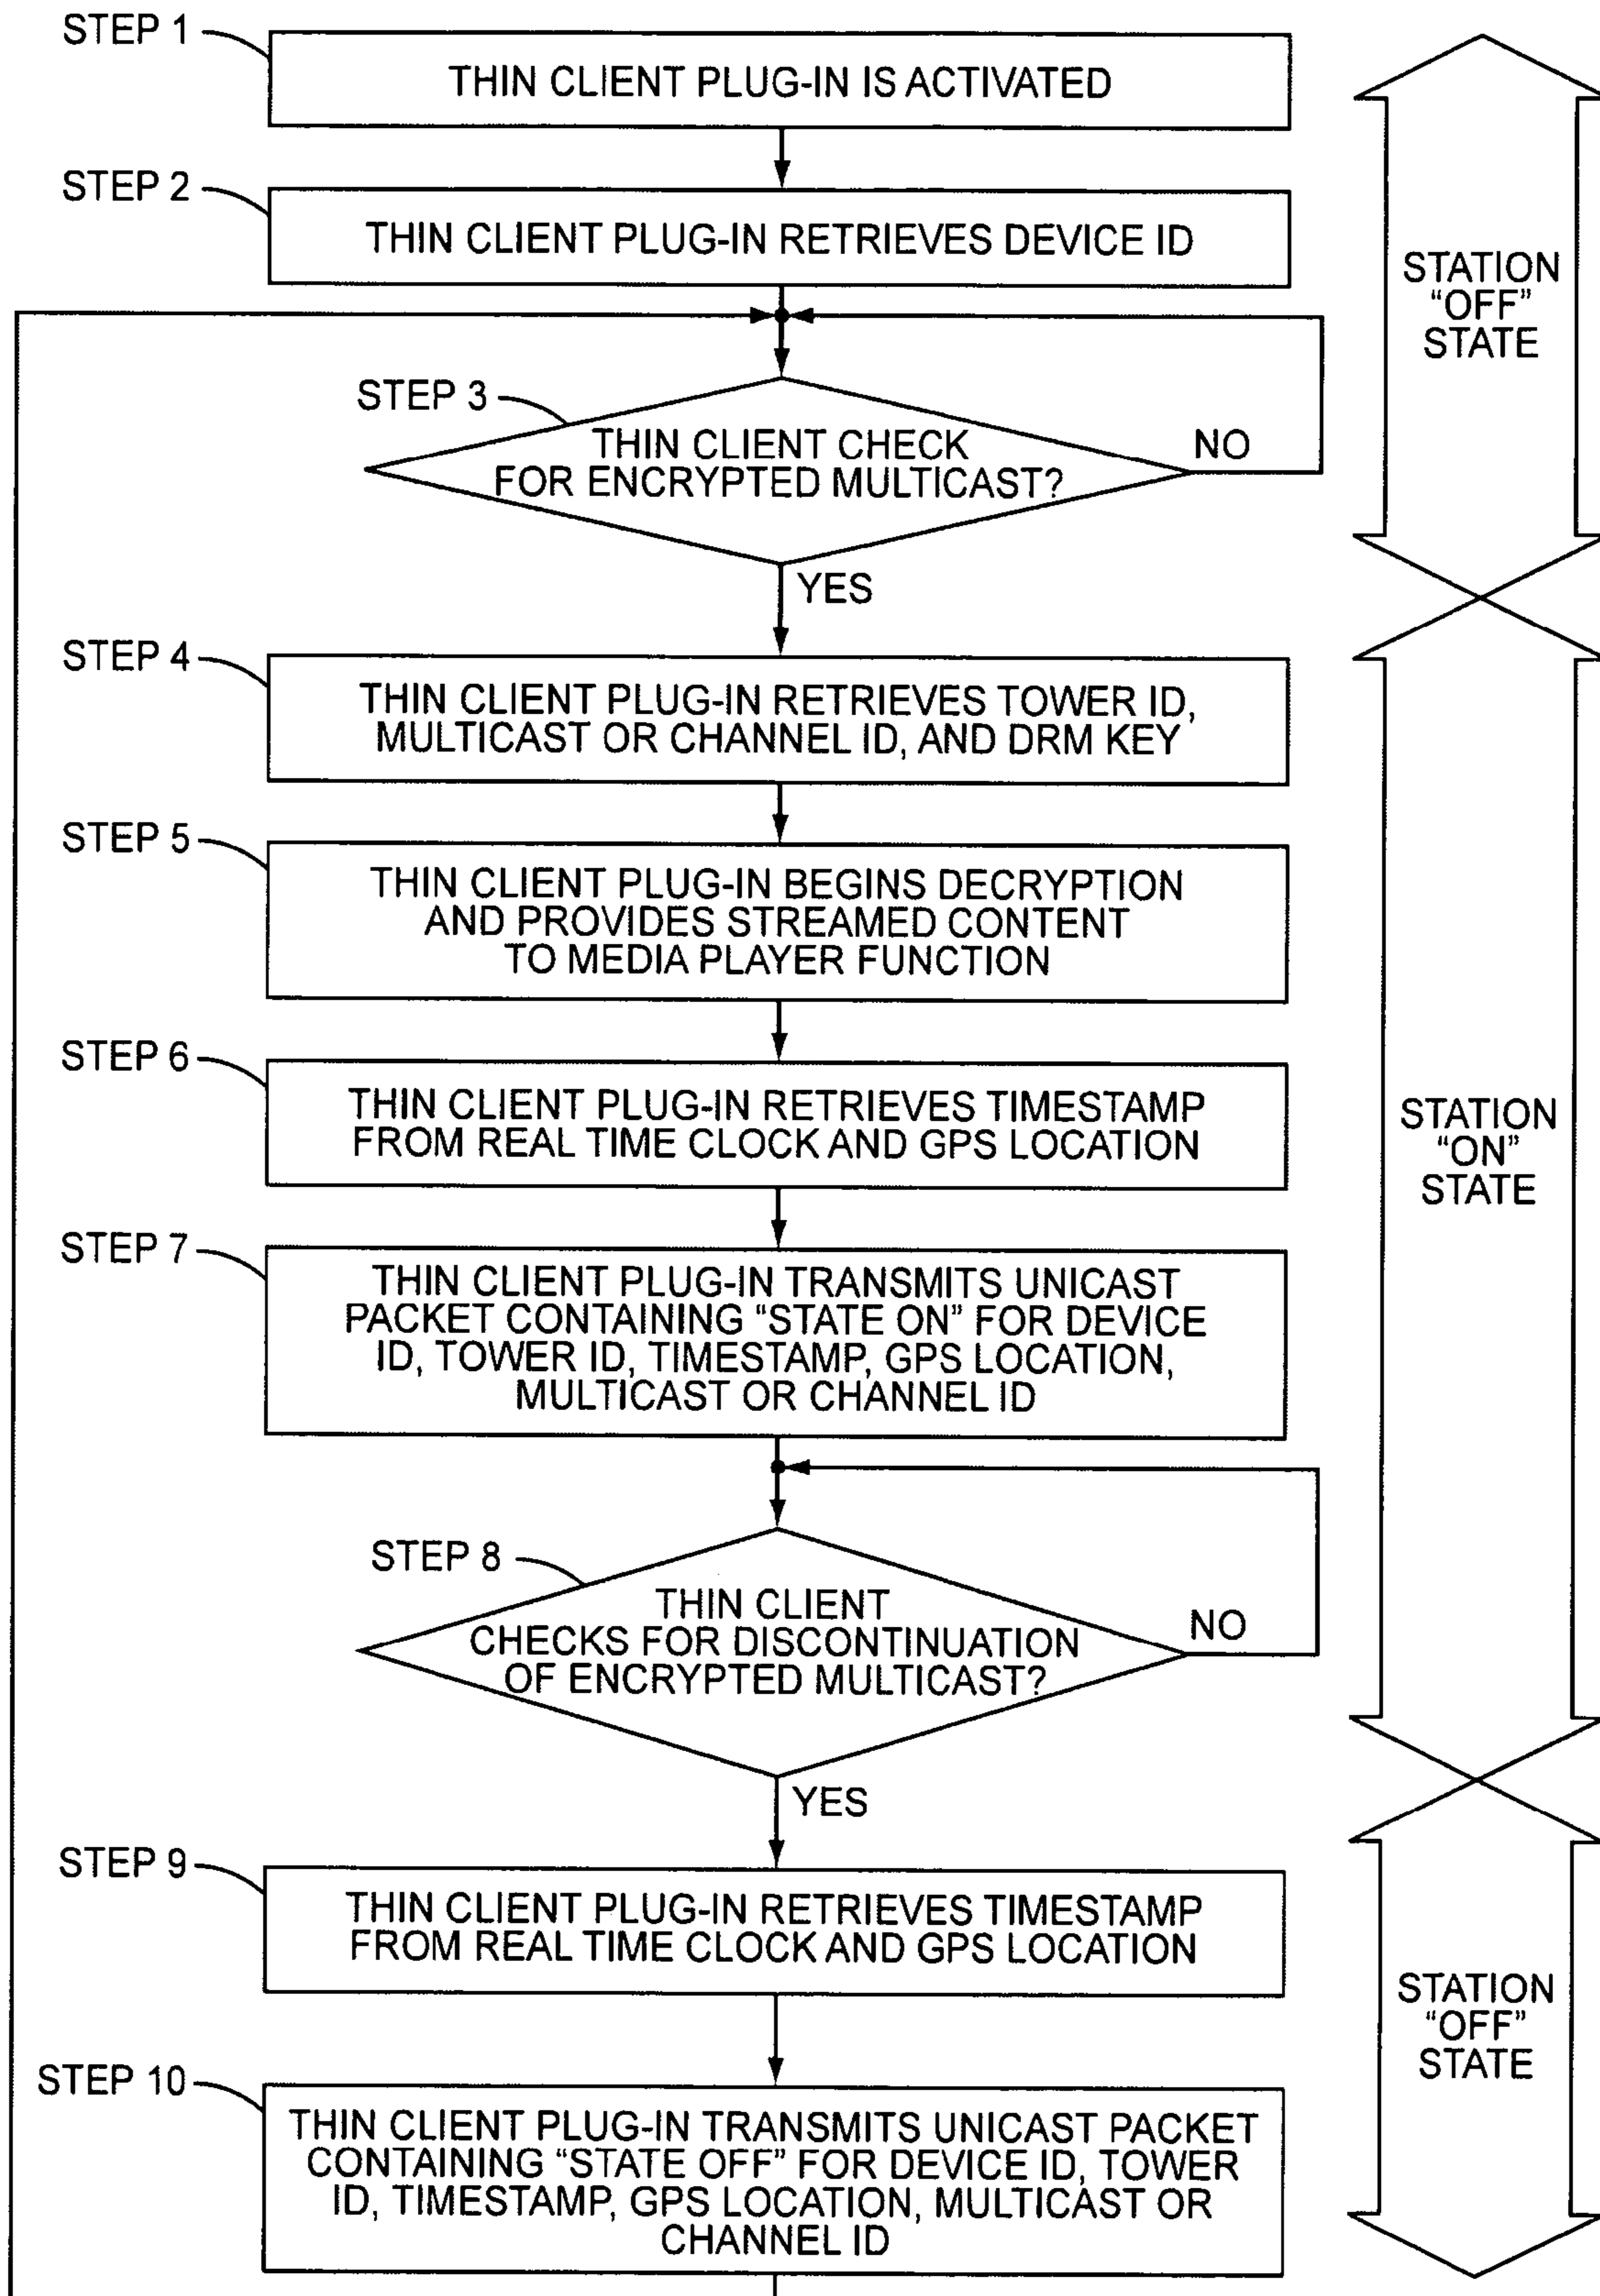 STEP 1
THIN CLIENT PLUG-IN IS ACTIVATED
STEP 2
THIN CLIENT PLUG-IN RETRIEVES DEVICE ID
STATION
“OFF”
STATE
STEP 3
THIN CLIENT CHECK
FOR ENCRYPTED MULTICAST?
NO
YES
STEP 4
THIN CLIENT PLUG-IN RETRIEVES TOWER ID,
MULTICAST OR CHANNEL ID, AND DRM KEY
STEP 5
THIN CLIENT PLUG-IN BEGINS DECRYPTION
AND PROVIDES STREAMED CONTENT
TO MEDIA PLAYER FUNCTION
STEP 6
THIN CLIENT PLUG-IN RETRIEVES TIMESTAMP
FROM REAL TIME CLOCK AND GPS LOCATION
STATION
“ON”
STATE
STEP 7
THIN CLIENT PLUG-IN TRANSMITS UNICAST
PACKET CONTAINING “STATE ON” FOR DEVICE
ID, TOWER ID, TIMESTAMP, GPS LOCATION,
MULTICAST OR CHANNEL ID
STEP 8
THIN CLIENT
CHECKS FOR DISCONTINUATION
OF ENCRYPTED MULTICAST?
NO
YES
STEP 9
THIN CLIENT PLUG-IN RETRIEVES TIMESTAMP
FROM REAL TIME CLOCK AND GPS LOCATION
STATION
“OFF”
STATE
STEP 10
THIN CLIENT PLUG-IN TRANSMITS UNICAST PACKET
CONTAINING “STATE OFF” FOR DEVICE ID, TOWER
ID, TIMESTAMP, GPS LOCATION, MULTICAST OR
CHANNEL ID